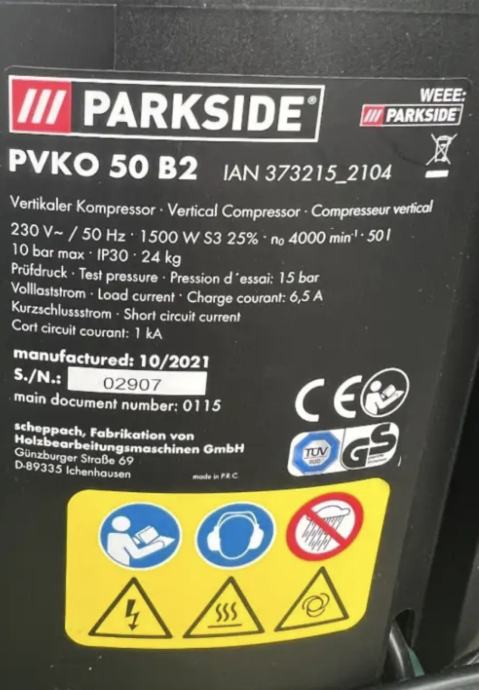 PARKSIDE®
WEEE:
PARKSIDE
PVKO 50 B2 IAN 373215_2104
Vertikaler Kompressor · Vertical Compressor · Compresseur vertical
230 V~ / 50 Hz · 1500 W S3 25% · n₀ 4000 min⁻¹ · 50 l
10 bar max · IP30 · 24 kg
Prüfdruck · Test pressure · Pression d´essai: 15 bar
Volllaststrom · Load current · Charge courant: 6,5 A
Kurzschlussstrom · Short circuit current
Cort circuit courant: 1 kA
manufactured: 10/2021
S./N.: 02907
main document number: 0115
CE
scheppach, Fabrikation von
Holzbearbeitungsmaschinen GmbH
Günzburger Straße 69
D-89335 Ichenhausen
made in P.R.C.
TÜV
SÜD
GS